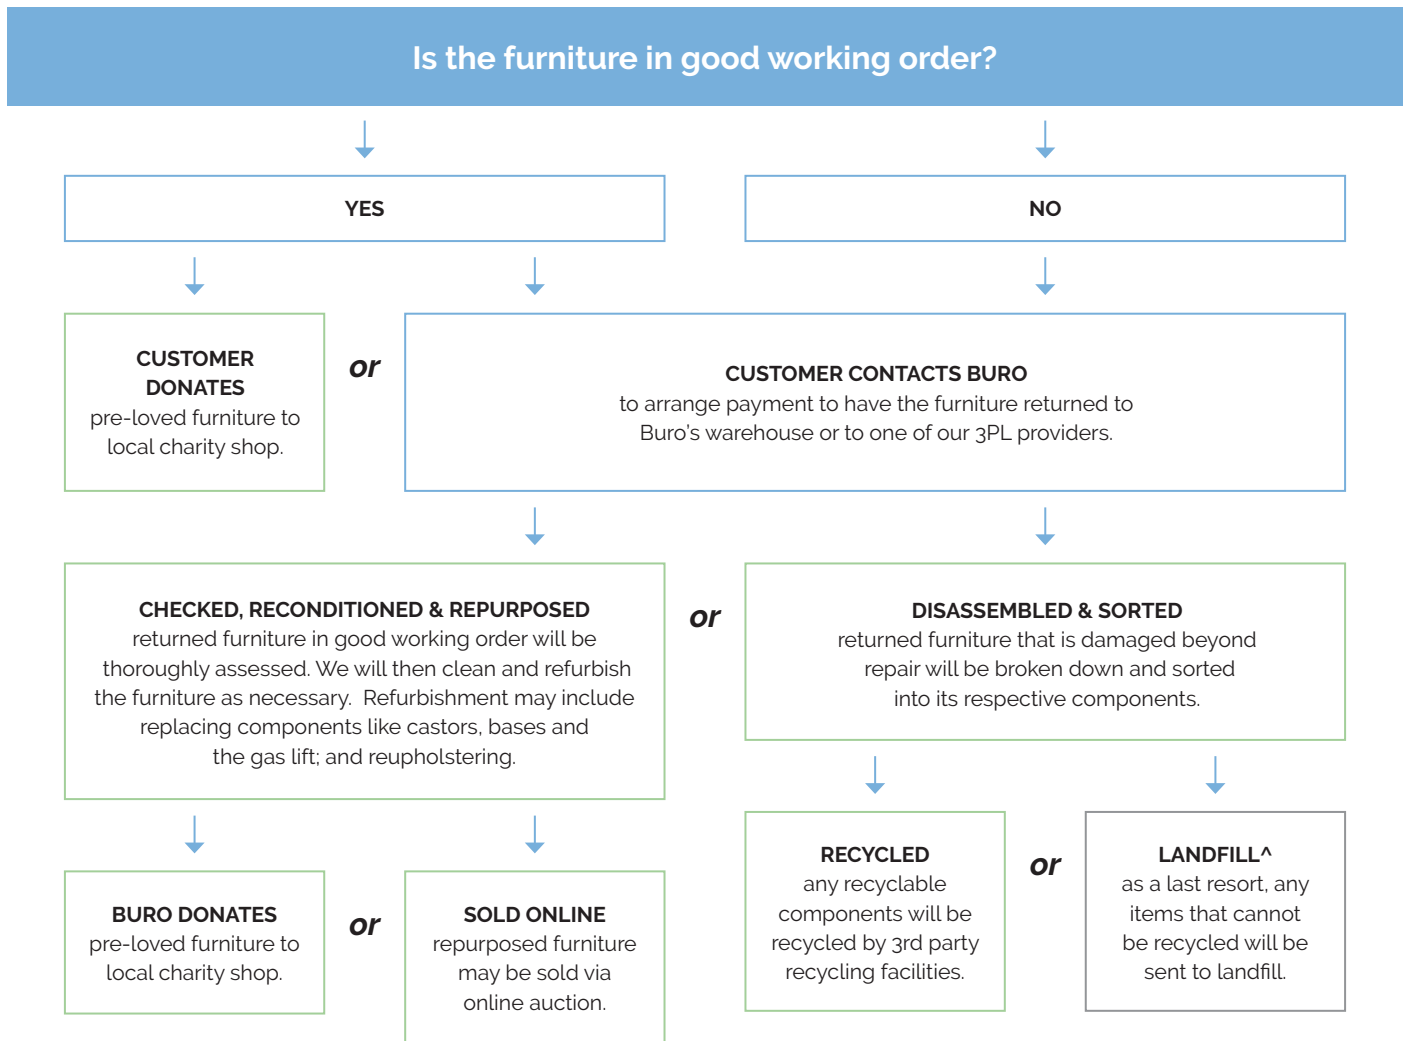 Is the furniture in good working order?
YES
NO
CUSTOMER
DONATES
pre-loved furniture to
local charity shop.
or
CUSTOMER CONTACTS BURO
to arrange payment to have the furniture returned to
Buro's warehouse or to one of our 3PL providers.
CHECKED, RECONDITIONED & REPURPOSED
returned furniture in good working order will be
thoroughly assessed. We will then clean and refurbish
the furniture as necessary.  Refurbishment may include
replacing components like castors, bases and
the gas lift; and reupholstering.
or
DISASSEMBLED & SORTED
returned furniture that is damaged beyond
repair will be broken down and sorted
into its respective components.
BURO DONATES
pre-loved furniture to
local charity shop.
or
SOLD ONLINE
repurposed furniture
may be sold via
online auction.
RECYCLED
any recyclable
components will be
recycled by 3rd party
recycling facilities.
or
LANDFILL^
as a last resort, any
items that cannot
be recycled will be
sent to landfill.